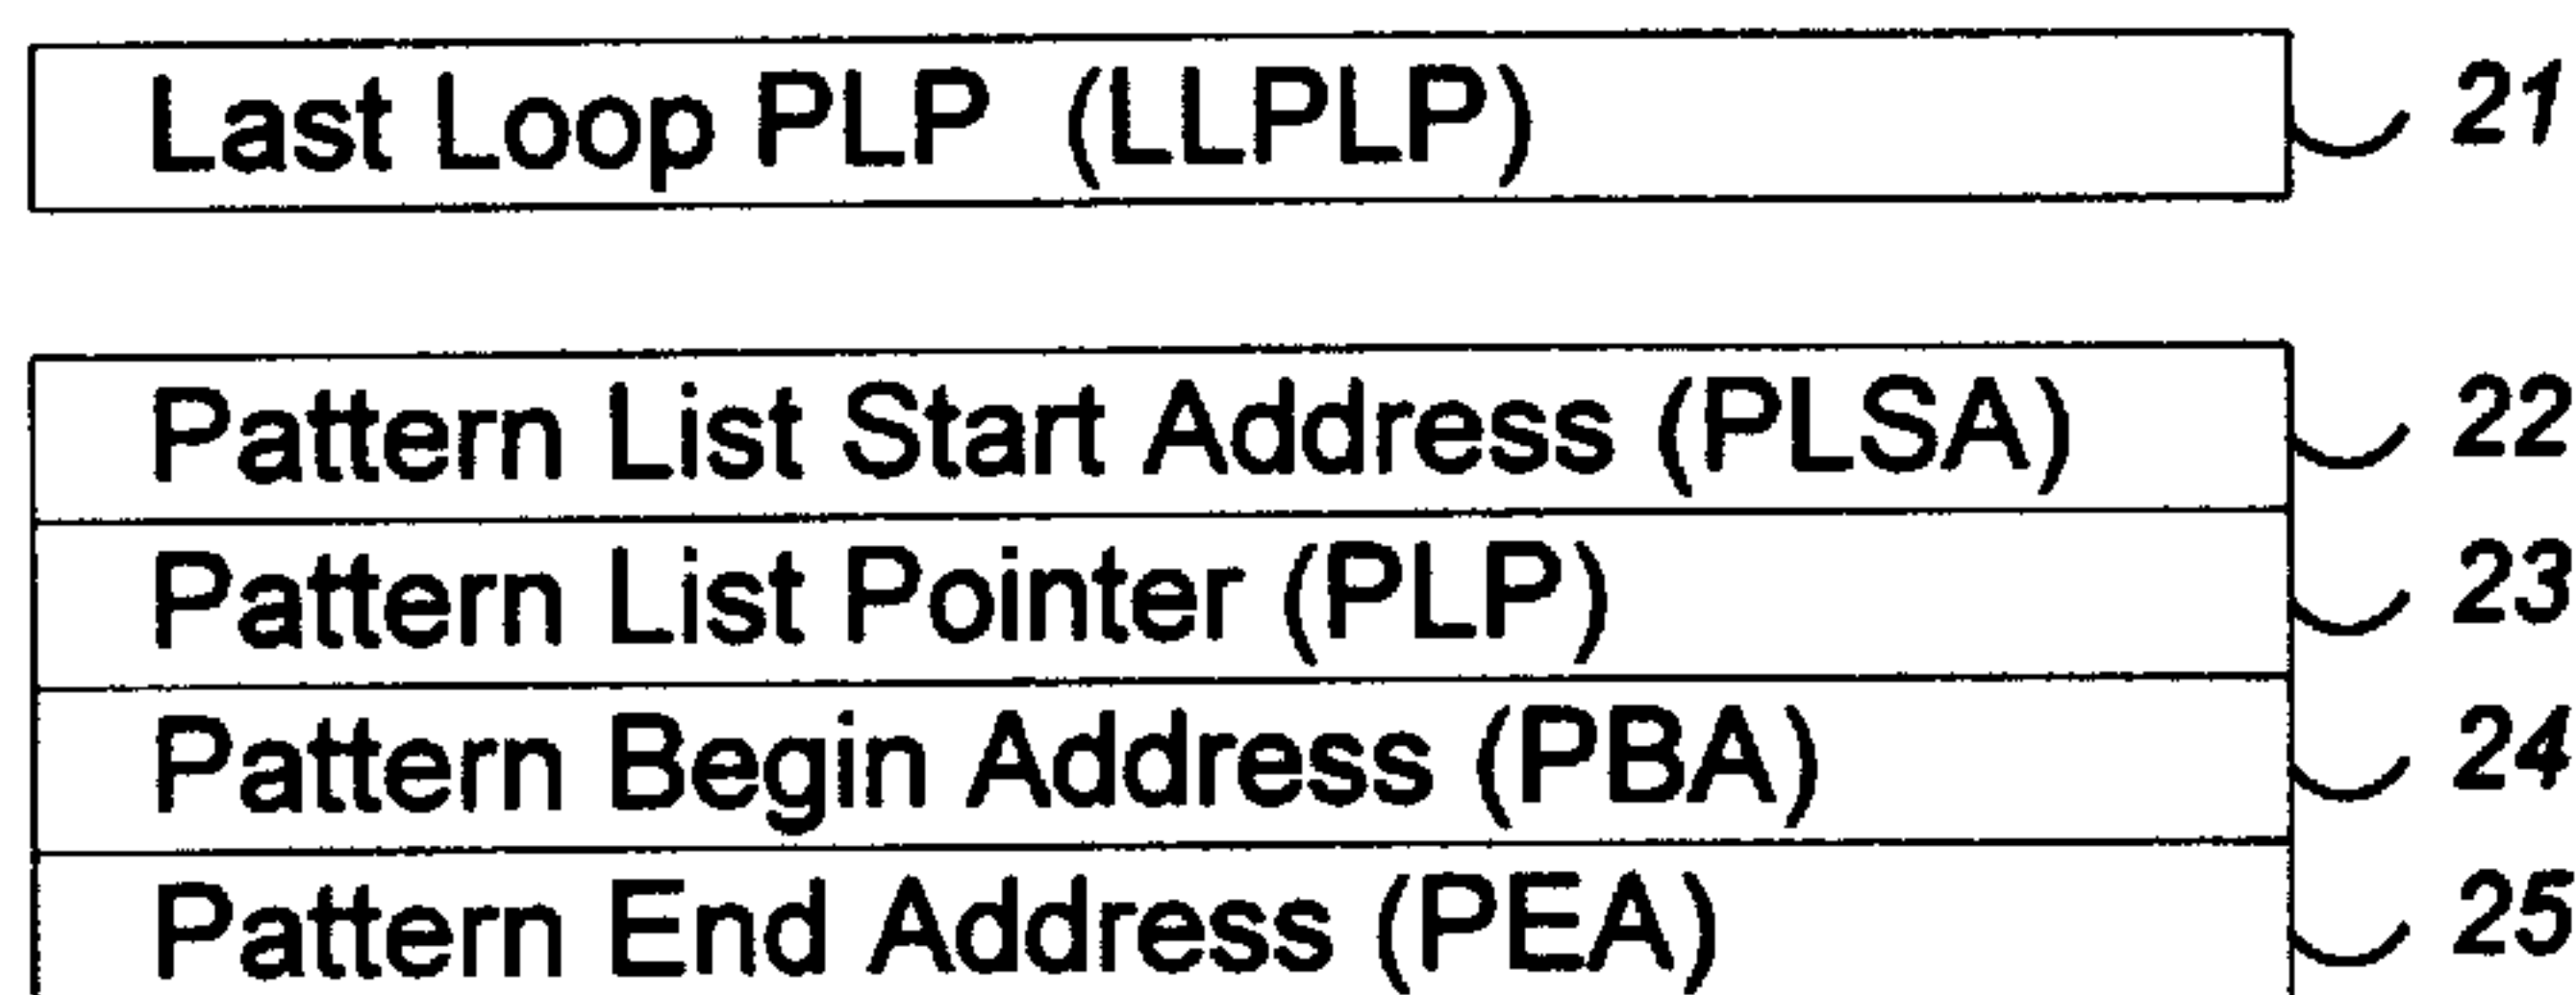 Last Loop PLP (LLPLP) 21
Pattern List Start Address (PLSA) 22
Pattern List Pointer (PLP) 23
Pattern Begin Address (PBA) 24
Pattern End Address (PEA) 25